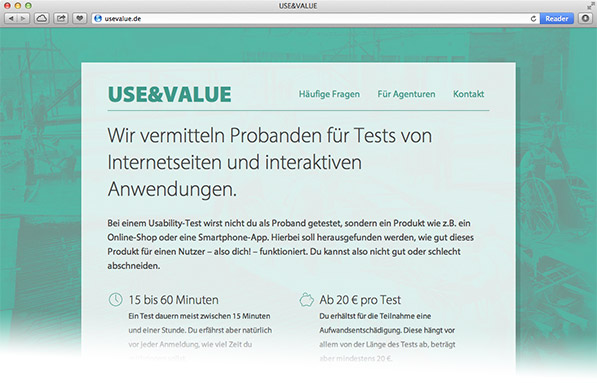 USE&VALUE
usevalue.de
Reader
USE&VALUE
Häufige Fragen Für Agenturen Kontakt
Wir vermitteln Probanden für Tests von
Internetseiten und interaktiven
Anwendungen.
Bei einem Usability-Test wirst nicht du als Proband getestet, sondern ein Produkt wie z.B. ein
Online-Shop oder eine Smartphone-App. Hierbei soll herausgefunden werden, wie gut dieses
Produkt für einen Nutzer – also dich! – funktioniert. Du kannst also nicht gut oder schlecht
abschneiden.
15 bis 60 Minuten
Ein Test dauern meist zwischen 15 Minuten
und einer Stunde. Du erfährst aber natürlich
vor jeder Anmeldung, wie viel Zeit du
Ab 20 € pro Test
Du erhältst für die Teilnahme eine
Aufwandsentschädigung. Diese hängt vor
allem von der Länge des Tests ab, beträgt
aber mindestens 20 €.